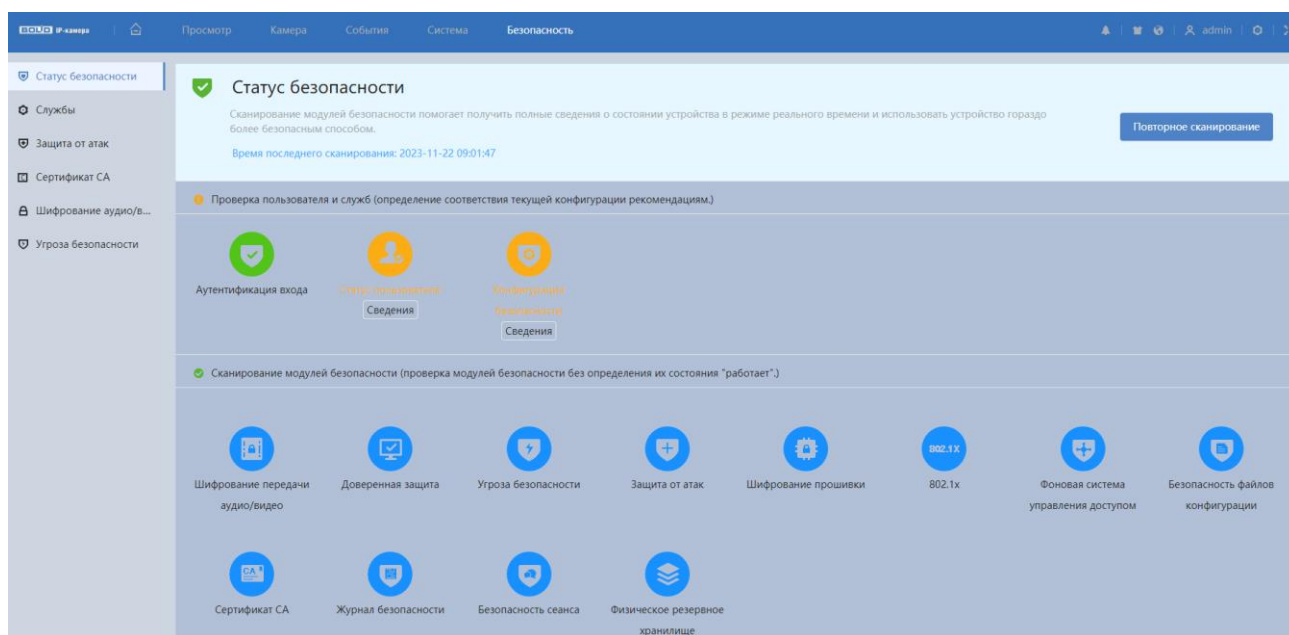 BOLID IP-камера
Просмотр
Камера
События
Система
Безопасность
admin
Статус безопасности
Службы
Защита от атак
Сертификат CA
Шифрование аудио/в...
Угроза безопасности
Статус безопасности
Сканирование модулей безопасности помогает получить полные сведения о состоянии устройства в режиме реального времени и использовать устройство гораздо
более безопасным способом.
Время последнего сканирования: 2023-11-22 09:01:47
Повторное сканирование
Проверка пользователя и служб (определение соответствия текущей конфигурации рекомендациям.)
Аутентификация входа
Статус пользователя
Сведения
Конфигурация
безопасности
Сведения
Сканирование модулей безопасности (проверка модулей безопасности без определения их состояния "работает".)
Шифрование передачи
аудио/видео
Доверенная защита
Угроза безопасности
Защита от атак
Шифрование прошивки
802.1X
802.1x
Фоновая система
управления доступом
Безопасность файлов
конфигурации
CA
Сертификат CA
Журнал безопасности
Безопасность сеанса
Физическое резервное
хранилище